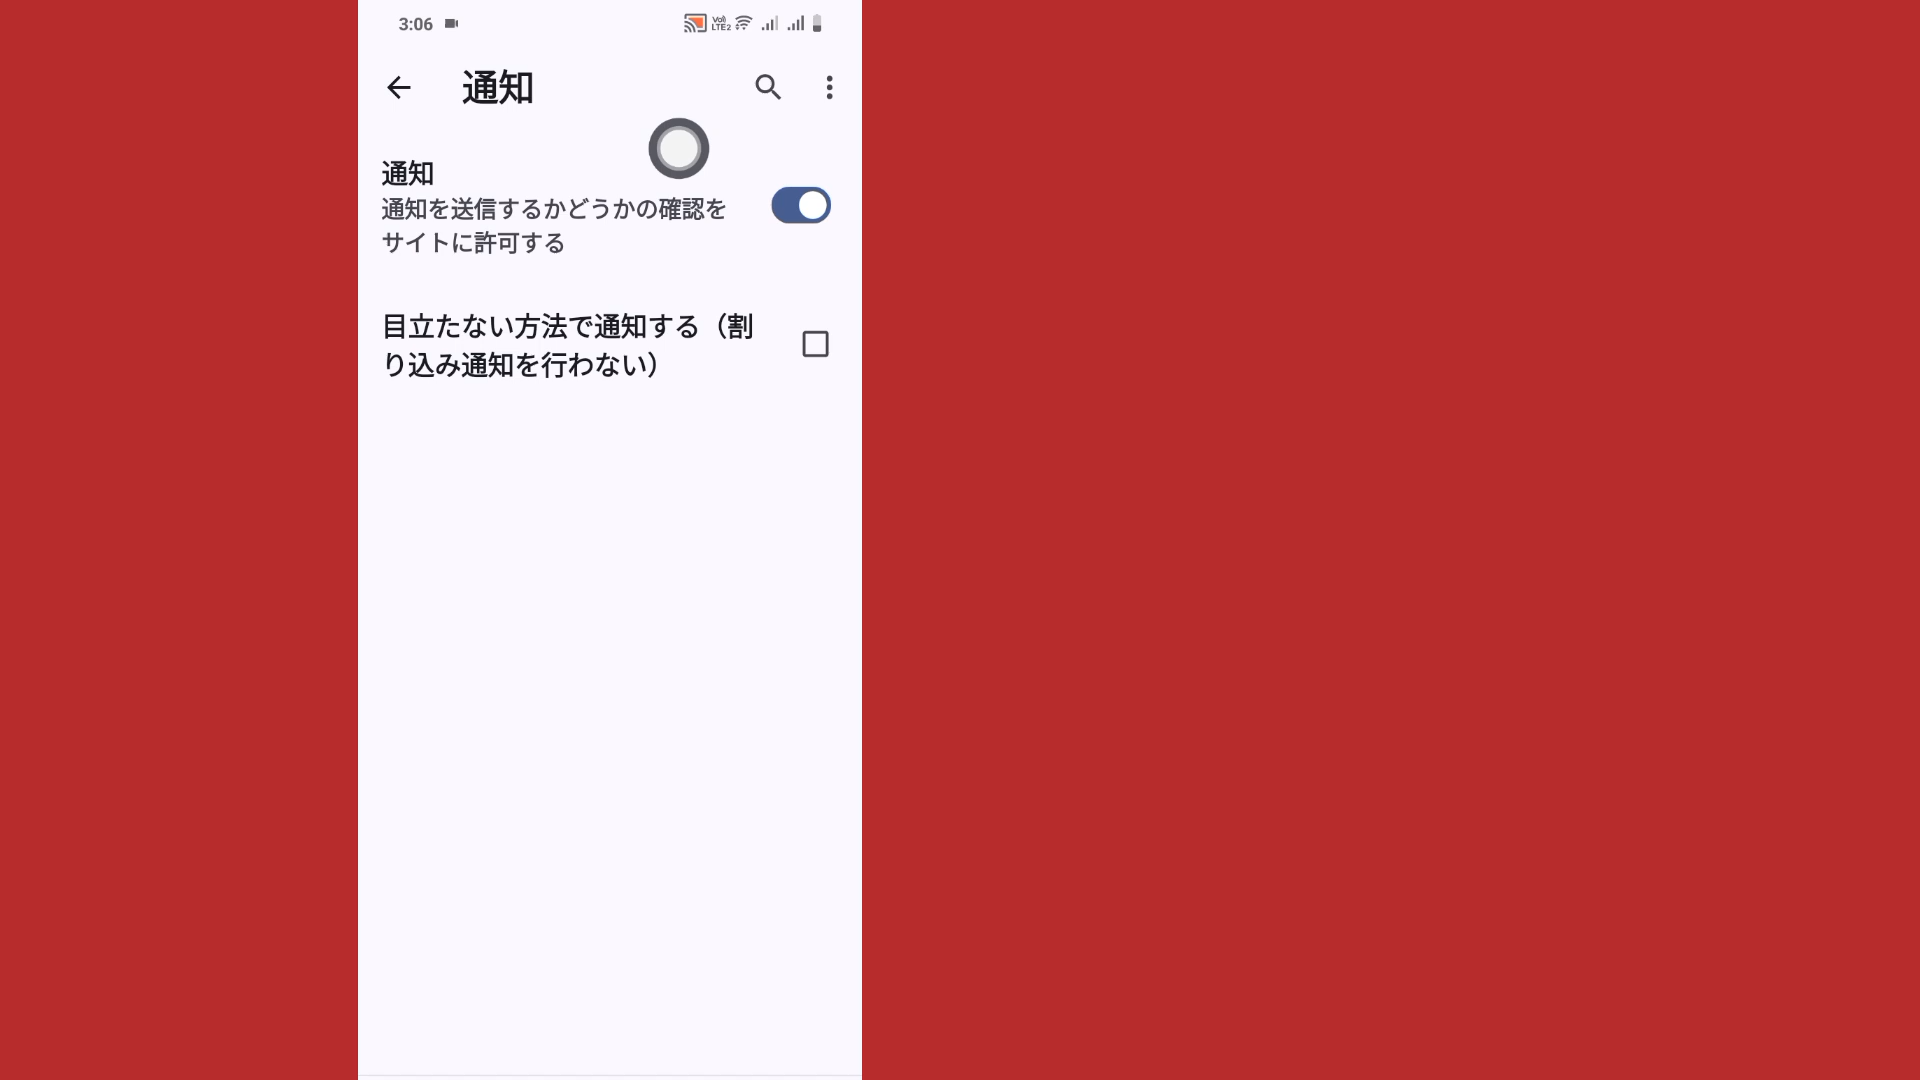 3:06
Vo) LTE2
通知
通知
通知を送信するかどうかの確認を
サイトに許可する
目立たない方法で通知する（割
り込み通知を行わない）